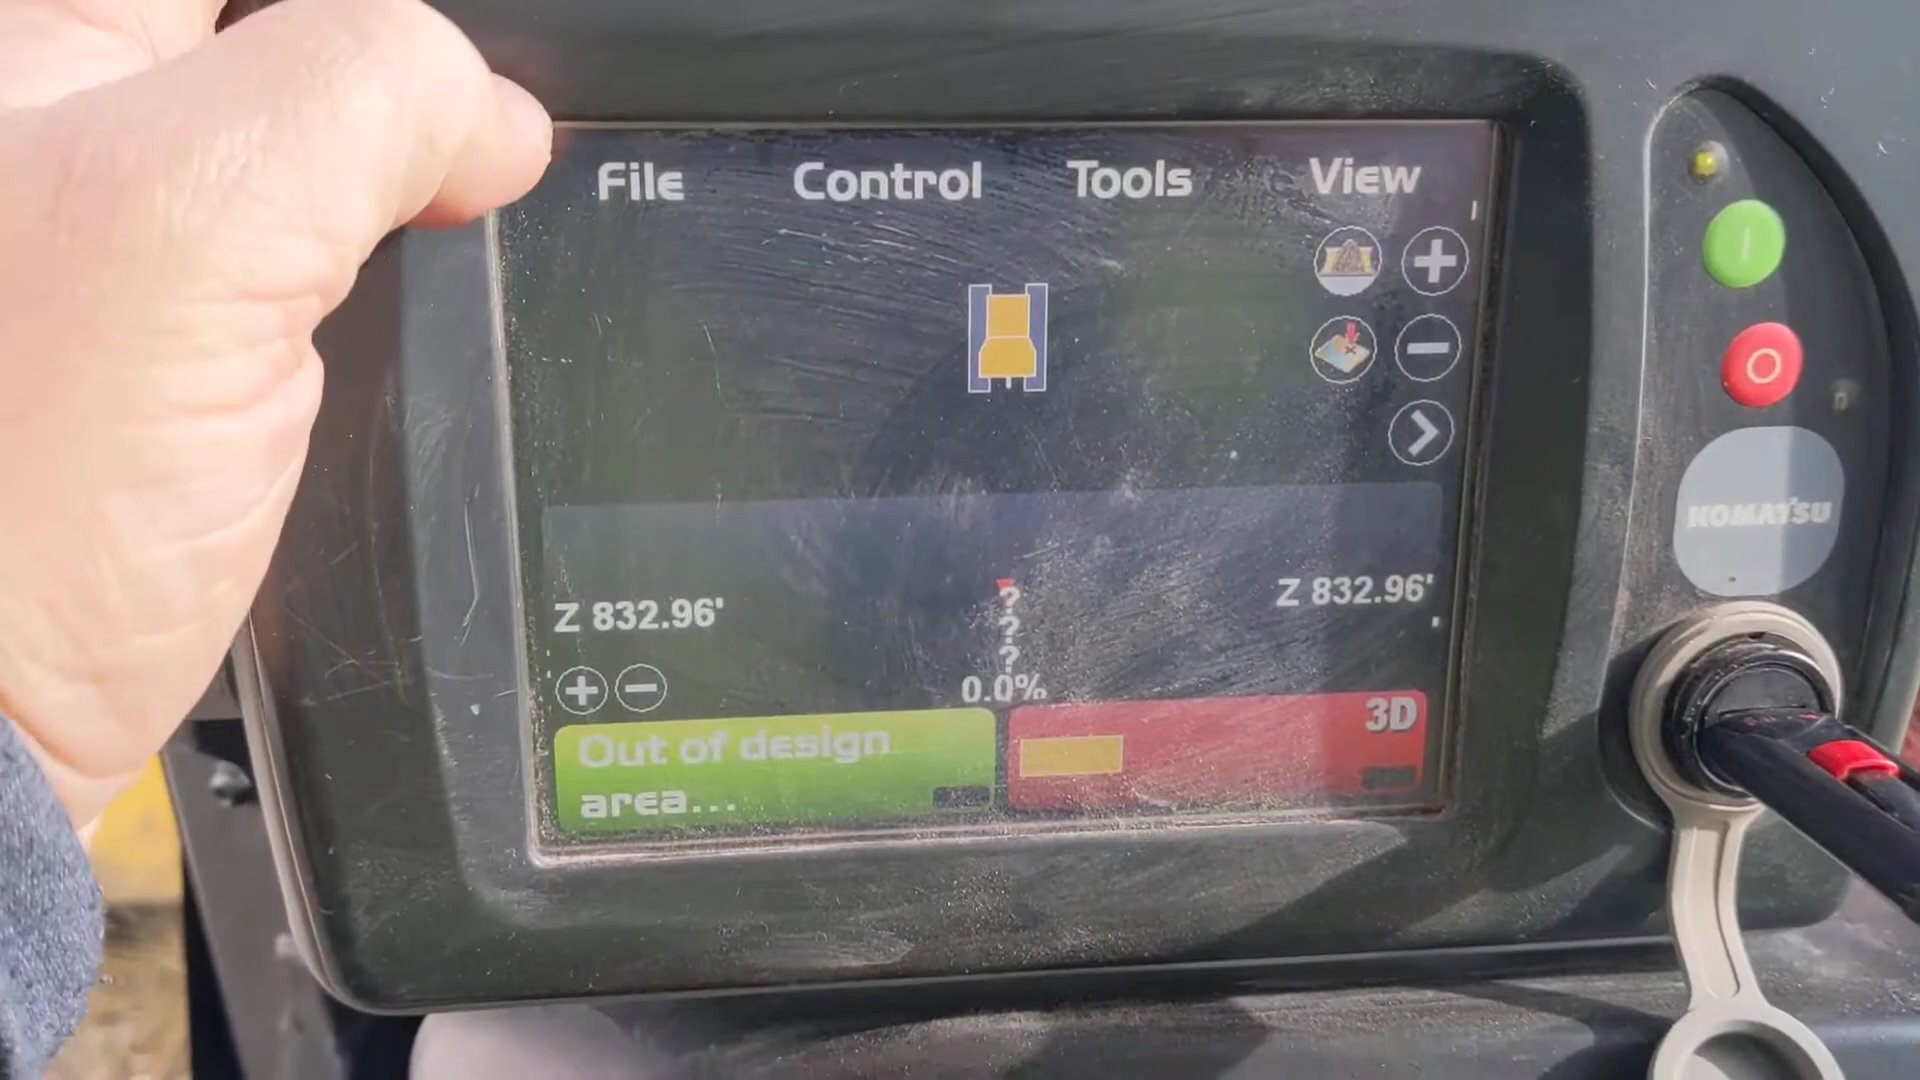 File Control Tools View
KOMATSU
Z 832.96' Z 832.96'
?
?
?
0.0%
3D
Out of design
area...